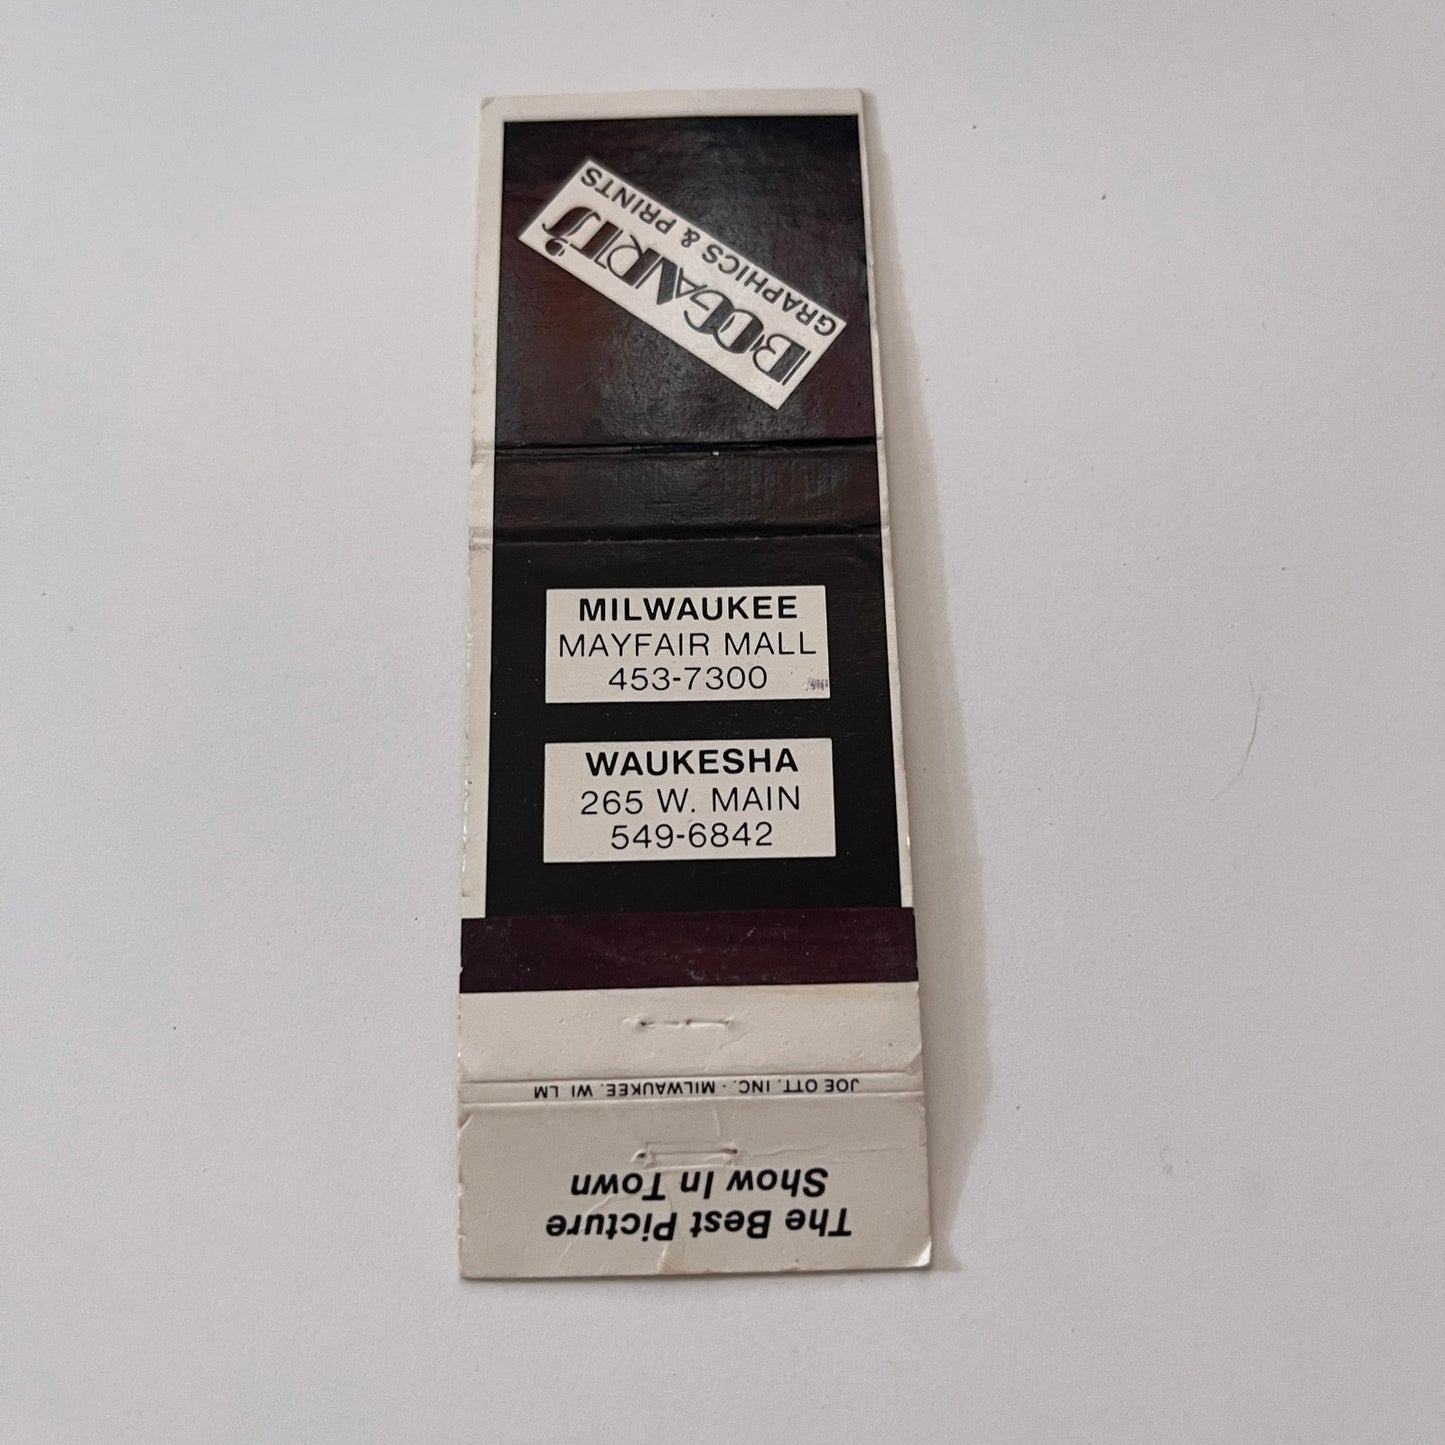 BOGART'S
GRAPHICS & PRINTS
MILWAUKEE
MAYFAIR MALL
453-7300
WAUKESHA
265 W. MAIN
549-6842
JOE OTT, INC. - MILWAUKEE, WI LM
The Best Picture
Show In Town